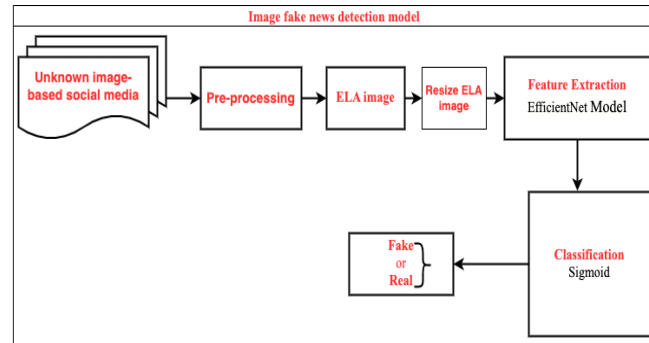 Image fake news detection model
Unknown image-
based social media
Pre-processing
ELA image
Resize ELA
image
Feature Extraction
EfficientNet Model
Classification
Sigmoid
Fake
or
Real